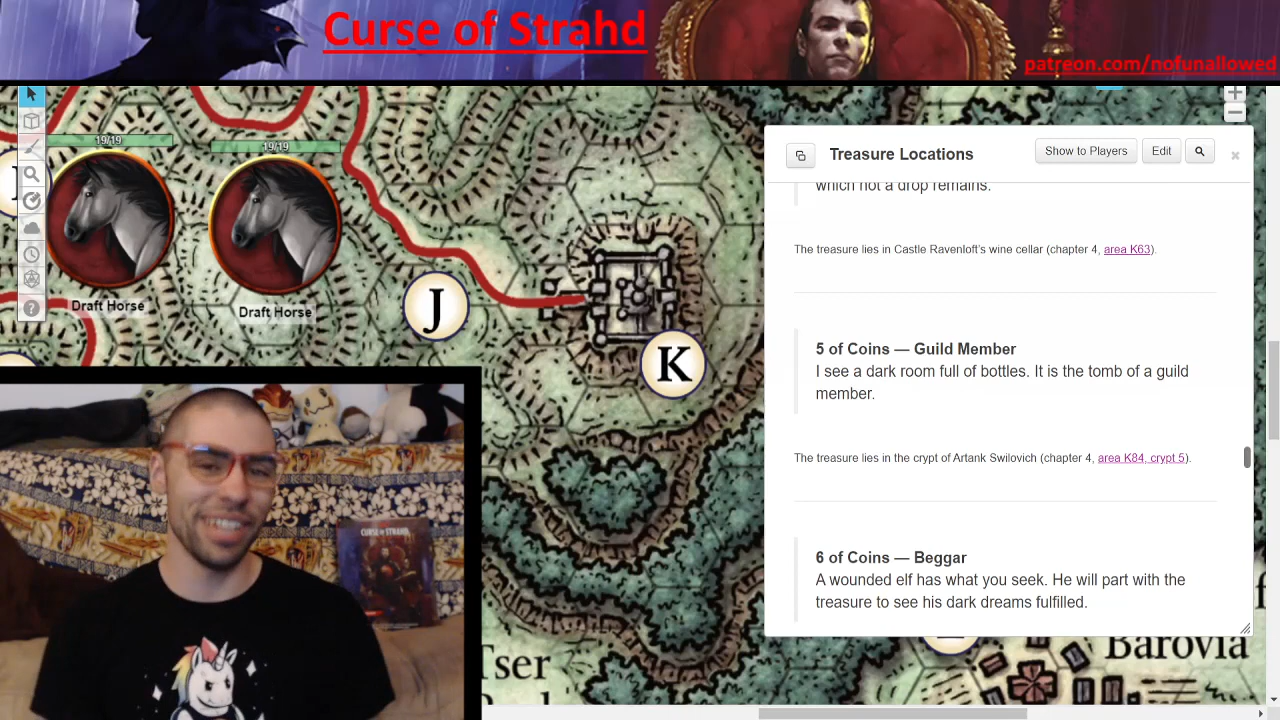 Curse of Strahd
patreon.com/nofunallowed
19/19
19/19
Draft Horse
Draft Horse
J
K
Treasure Locations
Show to Players
Edit
which not a drop remains.
The treasure lies in Castle Ravenloft's wine cellar (chapter 4, area K63).
5 of Coins — Guild Member
I see a dark room full of bottles. It is the tomb of a guild
member.
The treasure lies in the crypt of Artank Swilovich (chapter 4, area K84, crypt 5).
6 of Coins — Beggar
A wounded elf has what you seek. He will part with the
treasure to see his dark dreams fulfilled.
CURSE OF STRAHD
Tser
Barovia